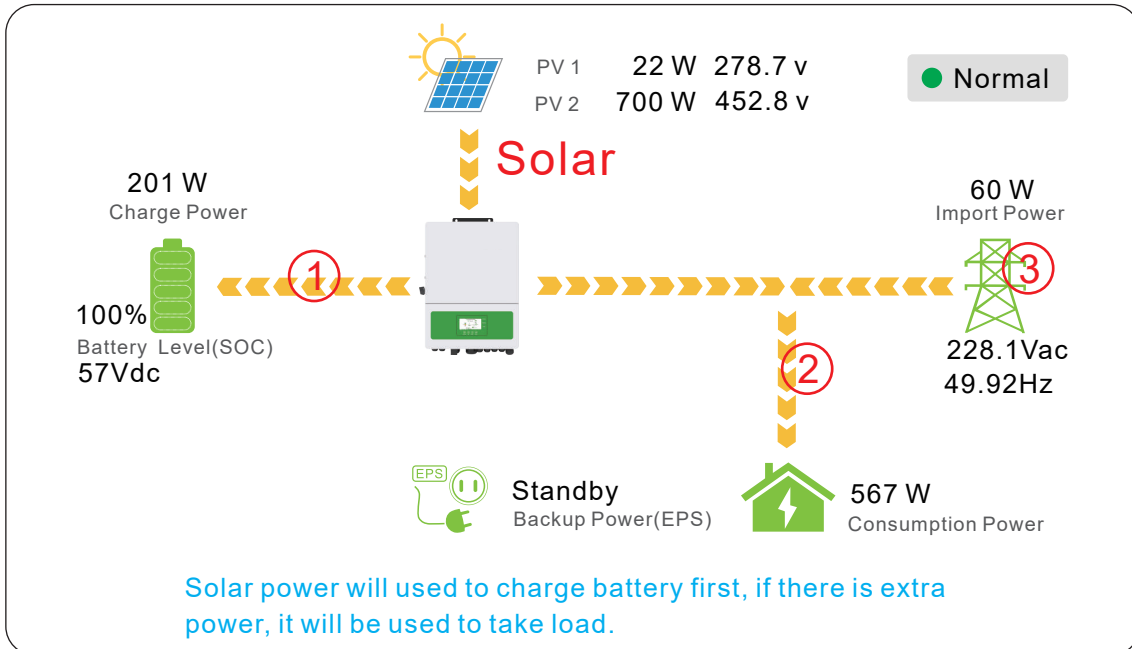 PV 1 22 W 278.7 v
PV 2 700 W 452.8 v
Normal
Solar
201 W
Charge Power
60 W
Import Power
1
3
100%
Battery Level(SOC)
57Vdc
228.1Vac
49.92Hz
2
EPS
Standby
Backup Power(EPS)
567 W
Consumption Power
Solar power will used to charge battery first, if there is extra
power, it will be used to take load.